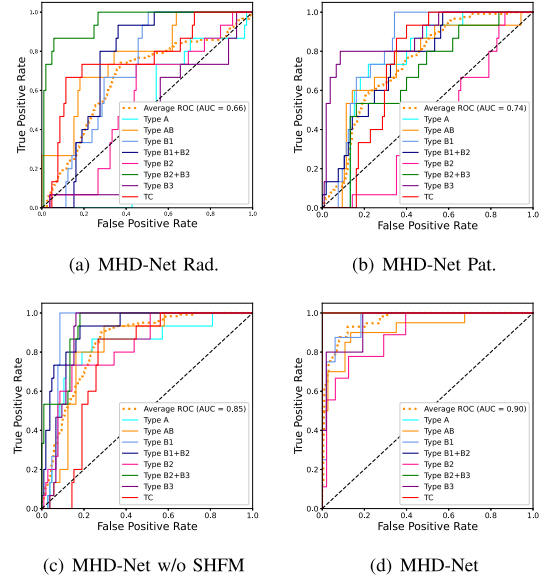 1.0
0.8
0.6
0.4
0.2
0.0
0.0 0.2 0.4 0.6 0.8 1.0
True Positive Rate
False Positive Rate
Average ROC (AUC = 0.66)
Type A
Type AB
Type B1
Type B1+B2
Type B2
Type B2+B3
Type B3
TC
(a) MHD-Net Rad.
1.0
0.8
0.6
0.4
0.2
0.0
0.0 0.2 0.4 0.6 0.8 1.0
True Positive Rate
False Positive Rate
Average ROC (AUC = 0.74)
Type A
Type AB
Type B1
Type B1+B2
Type B2
Type B2+B3
Type B3
TC
(b) MHD-Net Pat.
1.0
0.8
0.6
0.4
0.2
0.0
0.0 0.2 0.4 0.6 0.8 1.0
True Positive Rate
False Positive Rate
Average ROC (AUC = 0.85)
Type A
Type AB
Type B1
Type B1+B2
Type B2
Type B2+B3
Type B3
TC
(c) MHD-Net w/o SHFM
1.0
0.8
0.6
0.4
0.2
0.0
0.0 0.2 0.4 0.6 0.8 1.0
True Positive Rate
False Positive Rate
Average ROC (AUC = 0.90)
Type A
Type AB
Type B1
Type B1+B2
Type B2
Type B2+B3
Type B3
TC
(d) MHD-Net